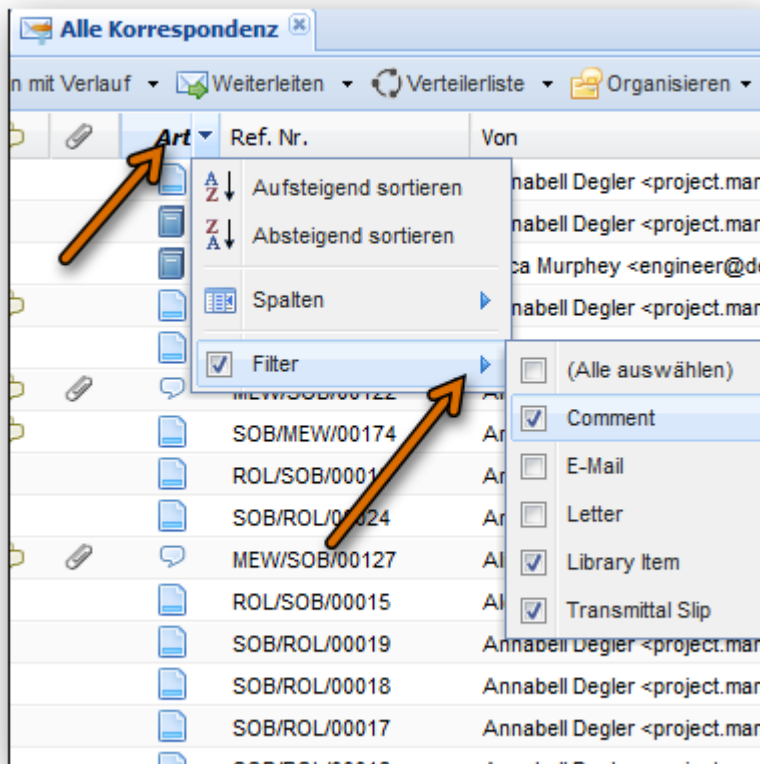 Alle Korrespondenz
n mit Verlauf Weiterleiten Verteilerliste Organisieren
Art Ref. Nr. Von
Aufsteigend sortieren
Absteigend sortieren
Spalten
Filter
(Alle auswählen)
Comment
E-Mail
Letter
Library Item
Transmittal Slip
nabell Degler <project.mar
nabell Degler <project.mar
ca Murphey <engineer@de
nabell Degler <project.mar
MEW/SOB/00122
SOB/MEW/00174
ROL/SOB/0001
SOB/ROL/00024
MEW/SOB/00127
ROL/SOB/00015
SOB/ROL/00019 Annabell Degler <project.mar
SOB/ROL/00018 Annabell Degler <project.mar
SOB/ROL/00017 Annabell Degler <project.mar